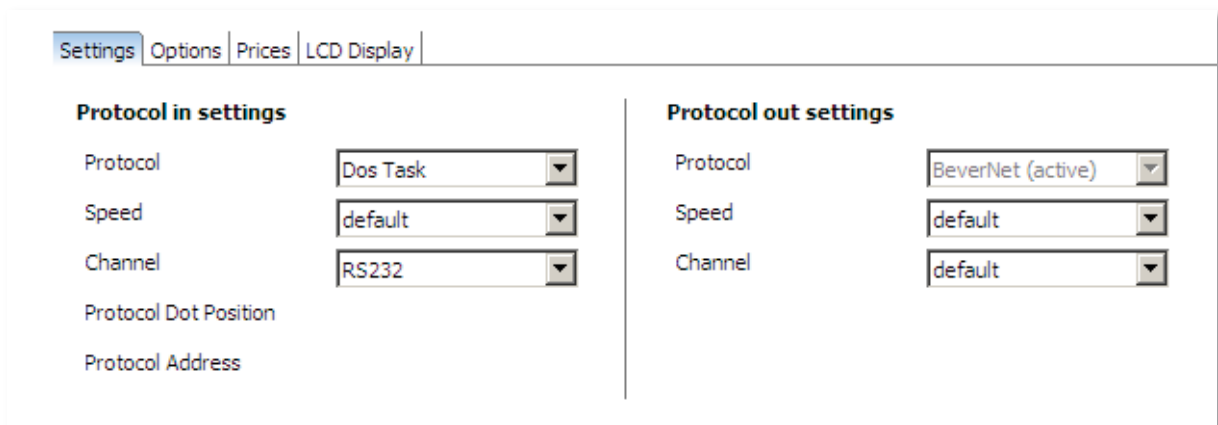 Settings Options Prices LCD Display
Protocol in settings
Protocol Dos Task
Speed default
Channel RS232
Protocol Dot Position
Protocol Address
Protocol out settings
Protocol BeverNet (active)
Speed default
Channel default